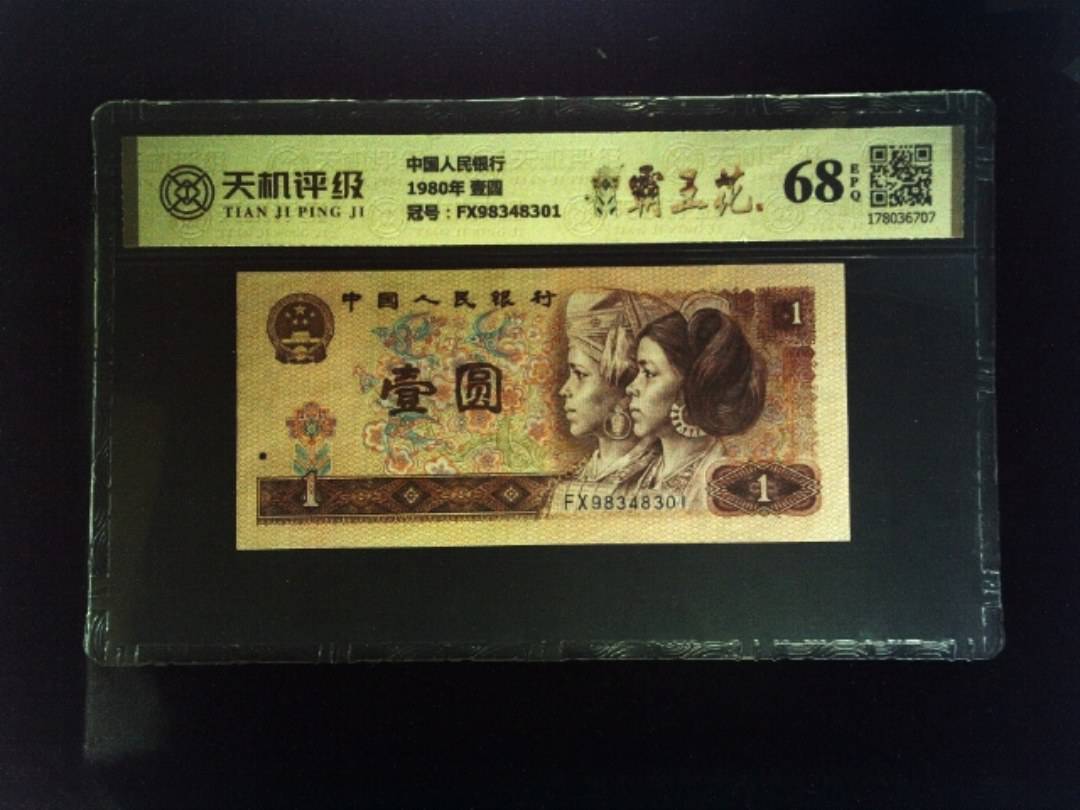 天机评级
TIAN JI PING JI
中国人民银行
1980年 壹圆
冠号：FX98348301
霸王花
68
EPQ
178036707
中国人民银行
1
壹圆
1
FX98348301
1